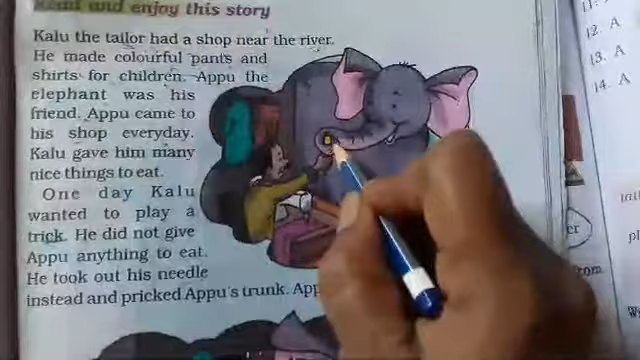 Read and enjoy this story
Kalu the tailor had a shop near the river.
He made colourful pants and
shirts for children. Appu the
elephant was his
friend. Appu came to
his shop everyday.
Kalu gave him many
nice things to eat.
One day Kalu
wanted to play a
trick. He did not give
Appu anything to eat.
He took out his needle
instead and pricked Appu's trunk.
12. A
13. A
14. A